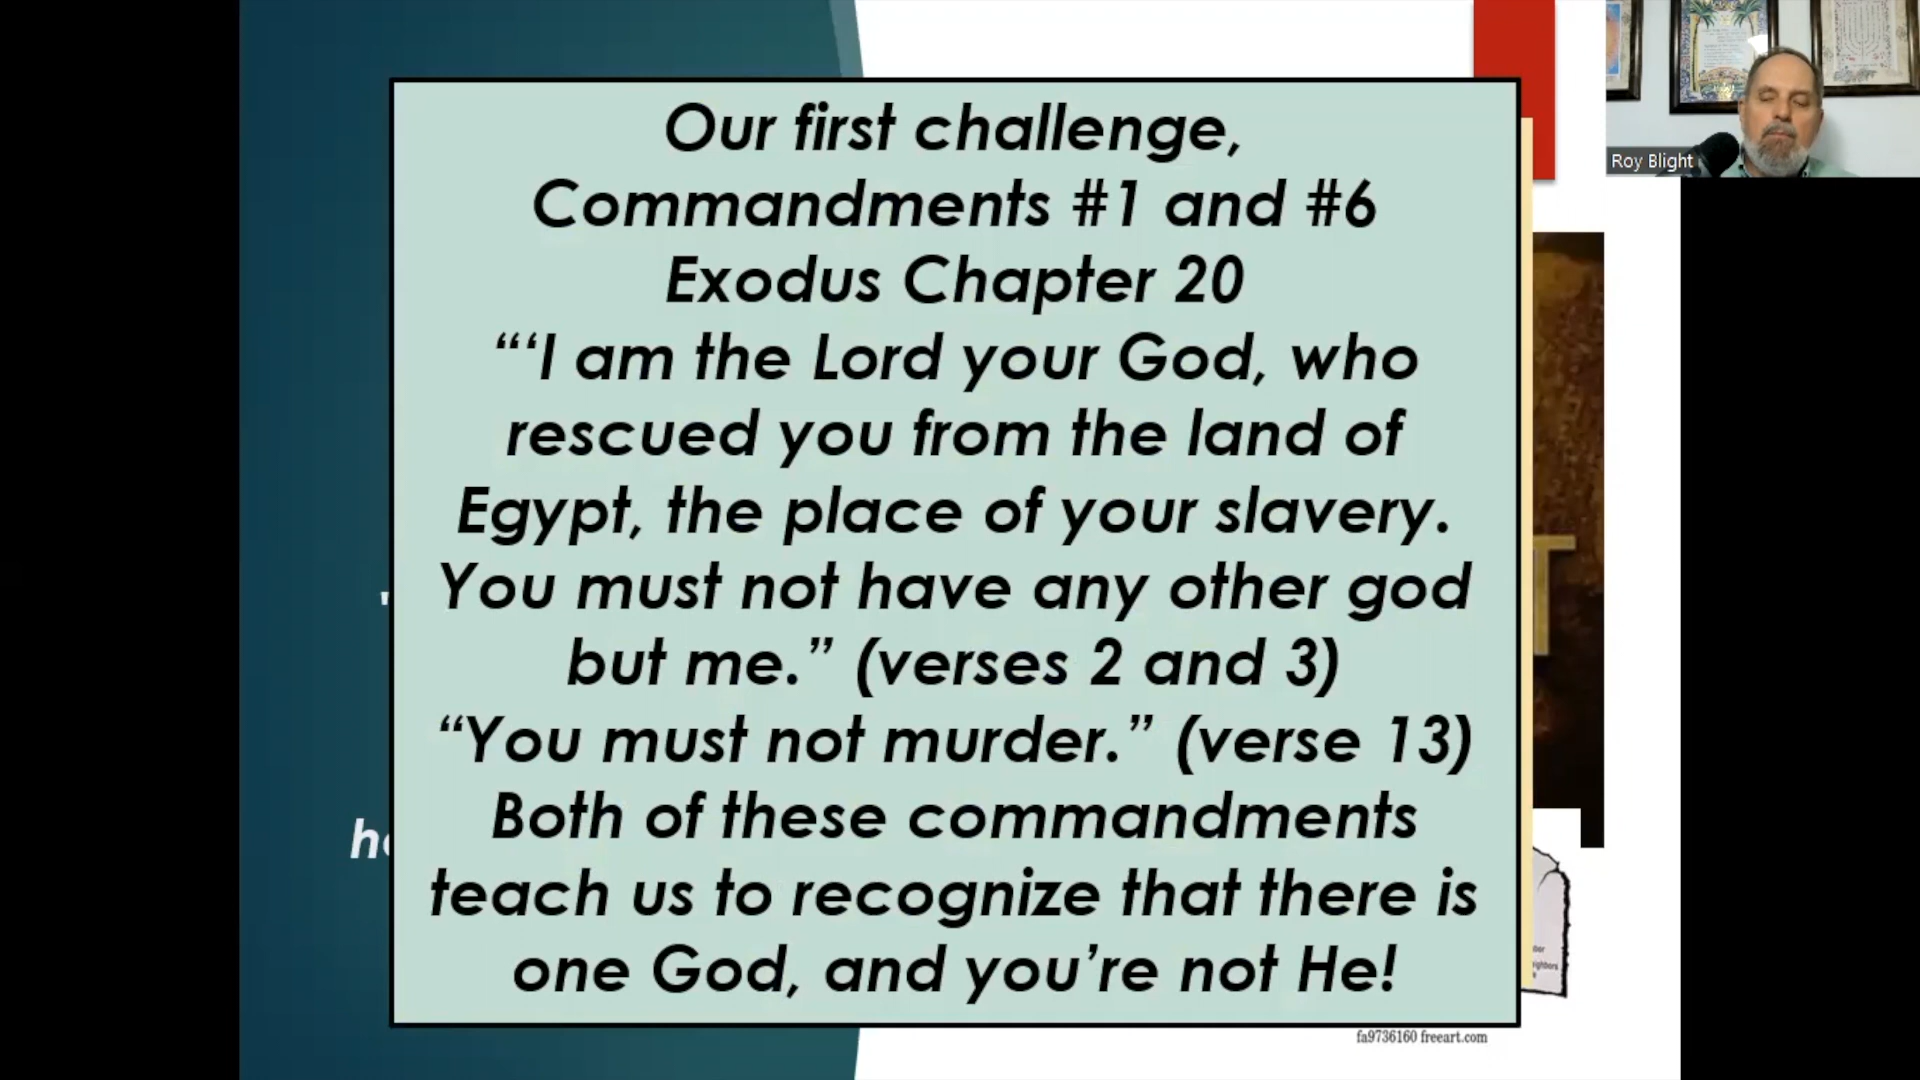 Our first challenge,
Commandments #1 and #6
Exodus Chapter 20
“‘I am the Lord your God, who
rescued you from the land of
Egypt, the place of your slavery.
You must not have any other god
but me.” (verses 2 and 3)
“You must not murder.” (verse 13)
Both of these commandments
teach us to recognize that there is
one God, and you’re not He!
Roy Blight
fa9736160 freeart.com